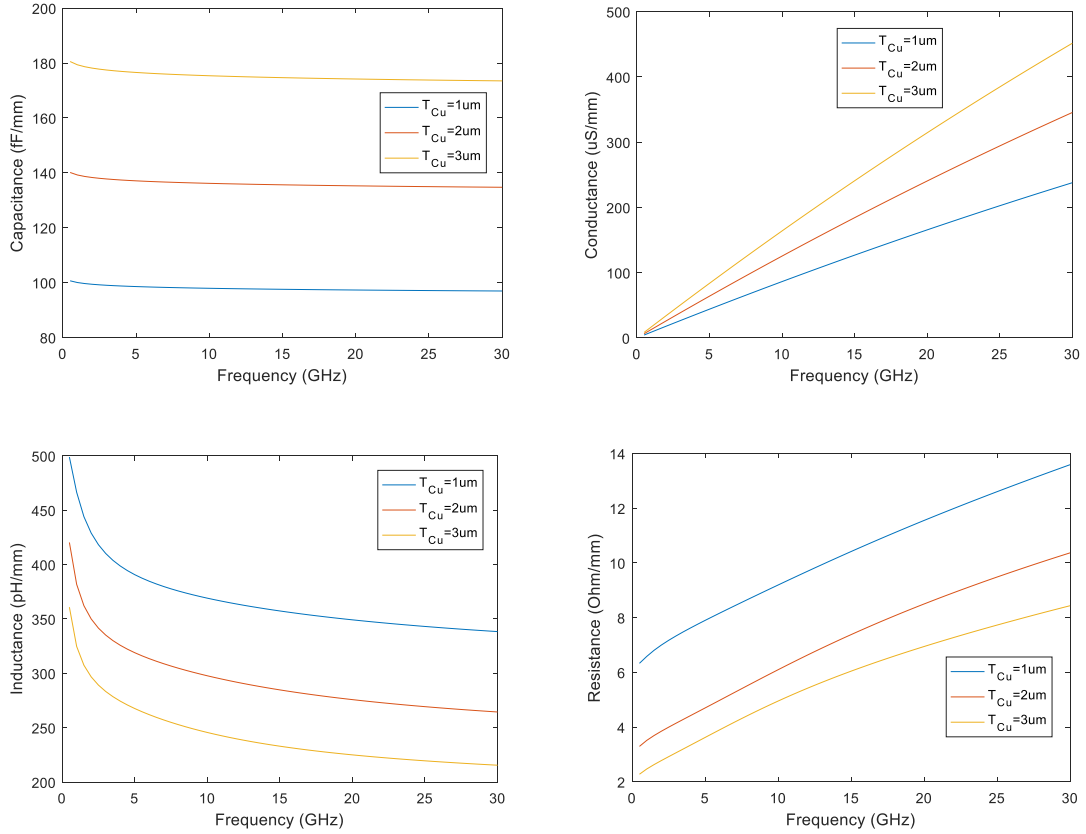 200
180
160
140
120
100
80
Capacitance (fF/mm)
0 5 10 15 20 25 30
Frequency (GHz)
T_Cu=1um
T_Cu=2um
T_Cu=3um
500
400
300
200
100
0
Conductance (uS/mm)
0 5 10 15 20 25 30
Frequency (GHz)
T_Cu=1um
T_Cu=2um
T_Cu=3um
500
450
400
350
300
250
200
Inductance (pH/mm)
0 5 10 15 20 25 30
Frequency (GHz)
T_Cu=1um
T_Cu=2um
T_Cu=3um
14
12
10
8
6
4
2
Resistance (Ohm/mm)
0 5 10 15 20 25 30
Frequency (GHz)
T_Cu=1um
T_Cu=2um
T_Cu=3um